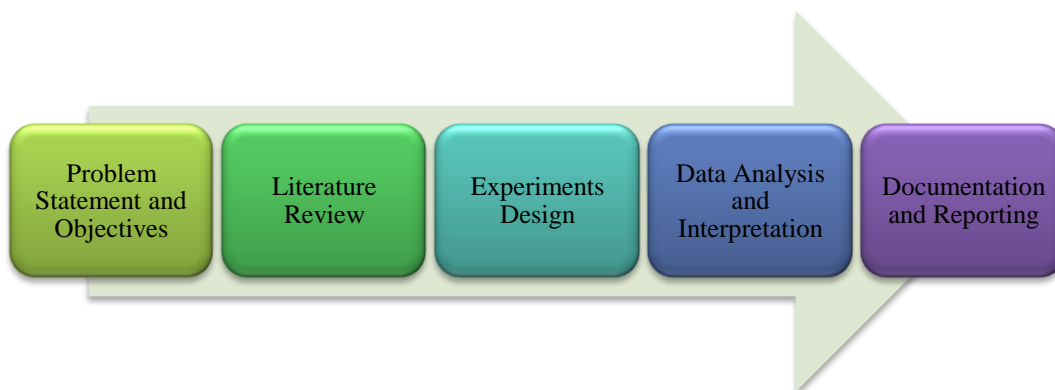 Problem
Statement and
Objectives
Literature
Review
Experiments
Design
Data Analysis
and
Interpretation
Documentation
and Reporting